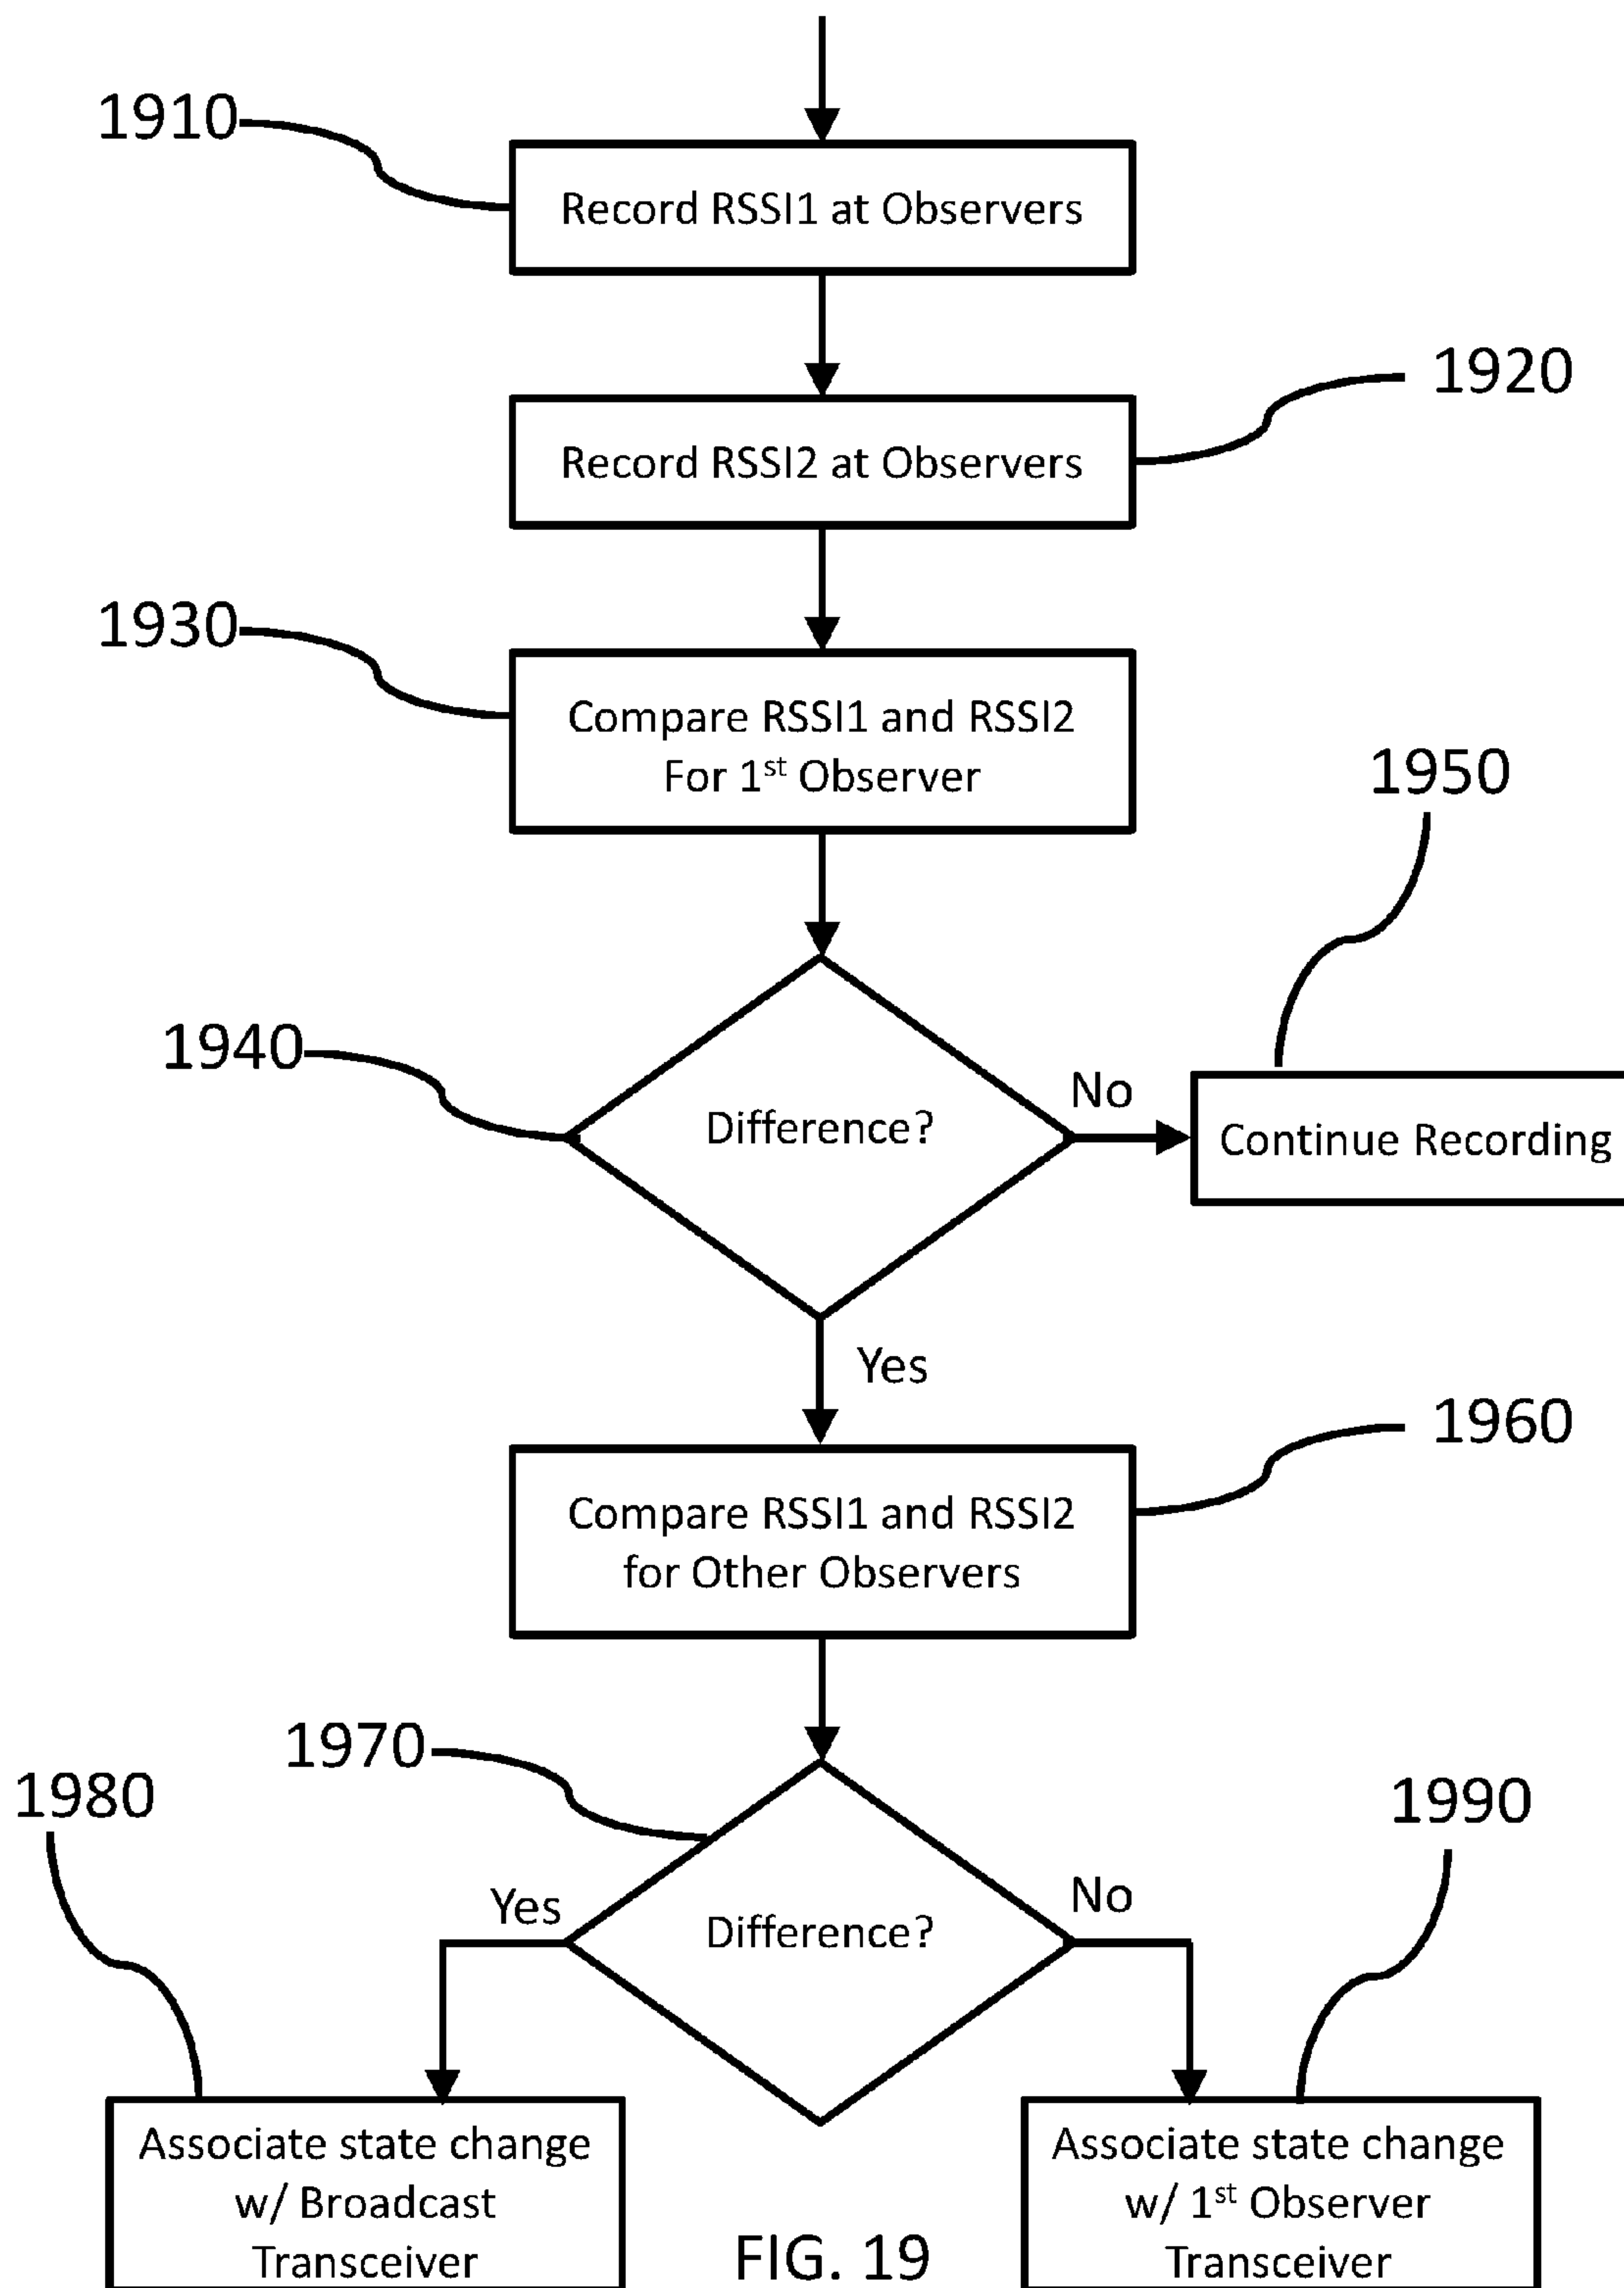 1910
Record RSSI1 at Observers
1920
Record RSSI2 at Observers
1930
Compare RSSI1 and RSSI2
For 1st Observer
1950
1940
Difference?
No
Continue Recording
Yes
1960
Compare RSSI1 and RSSI2
for Other Observers
1970
1980
1990
Yes
No
Difference?
Associate state change
w/ Broadcast
Transceiver
Associate state change
w/ 1st Observer
Transceiver
FIG. 19